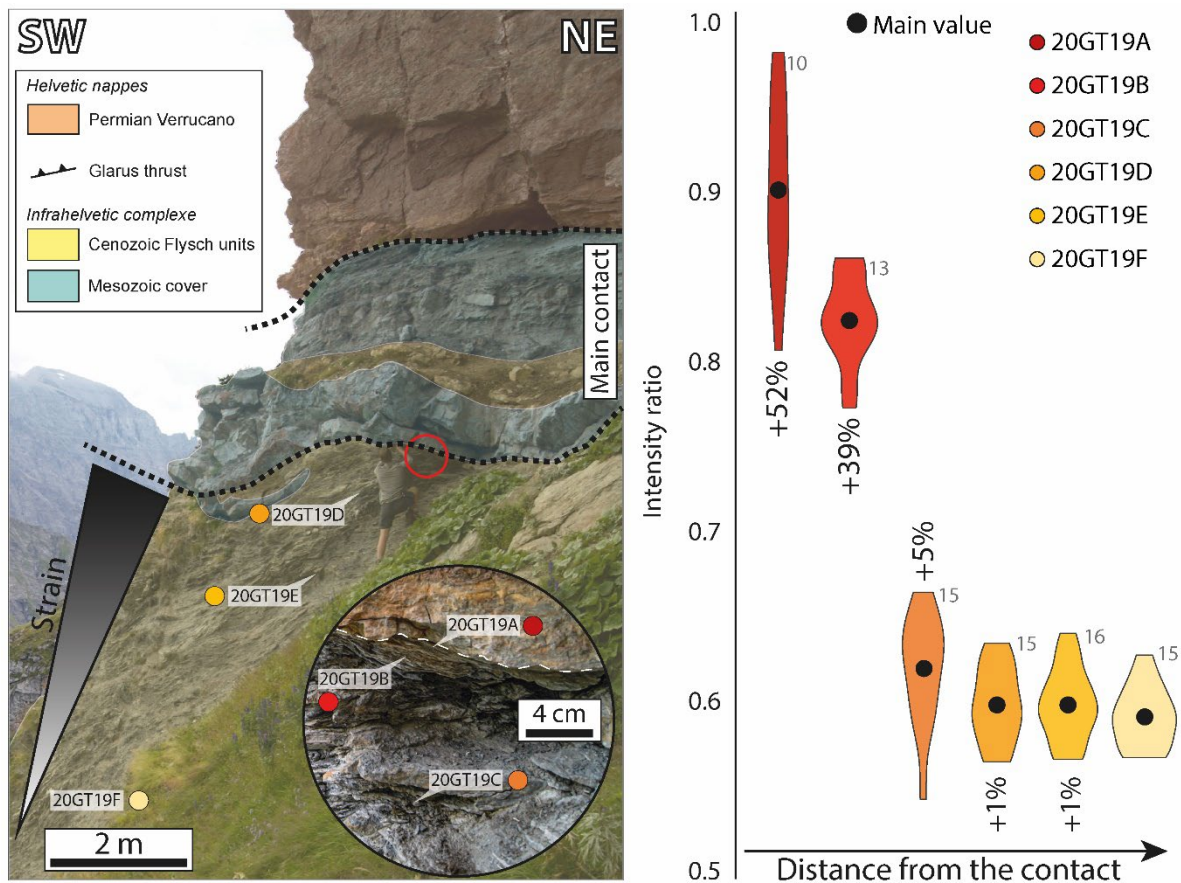 SW
NE
Helvetic nappes
Permian Verrucano
Glarus thrust
Infrahelvetic complexe
Cenozoic Flysch units
Mesozoic cover
Main contact
Strain
20GT19D
20GT19E
20GT19F
2 m
20GT19A
20GT19B
20GT19C
4 cm
Intensity ratio
1.0
0.9
0.8
0.7
0.6
0.5
Main value
20GT19A
20GT19B
20GT19C
20GT19D
20GT19E
20GT19F
10
13
15
15
16
15
+52%
+39%
+5%
+1%
+1%
Distance from the contact